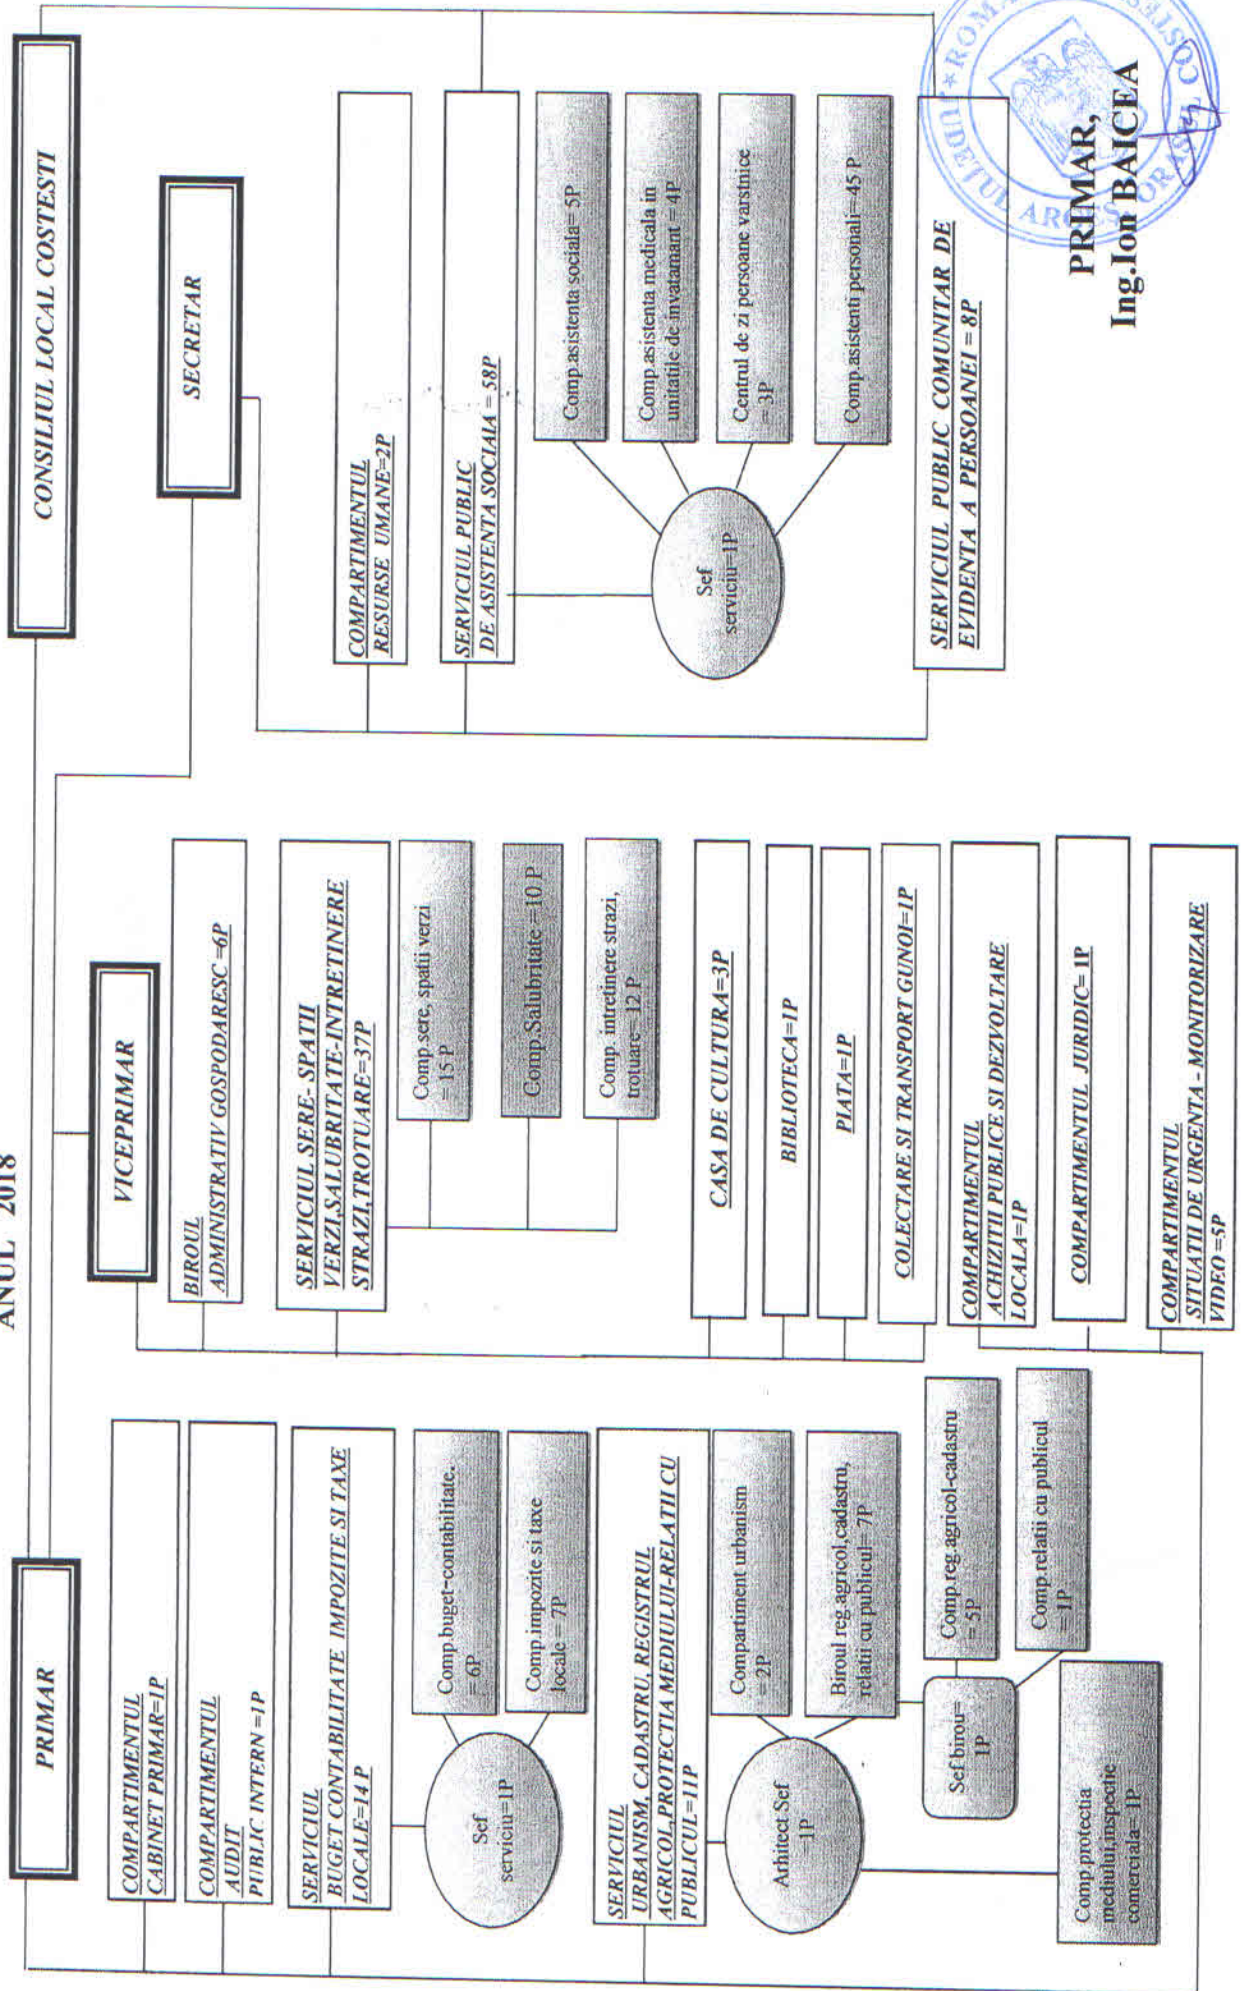 ANUL 2018
CONSILIUL LOCAL COSTESTI
PRIMAR
VICEPRIMAR
SECRETAR
COMPARTIMENTUL
CABINET PRIMAR=1P
COMPARTIMENTUL
AUDIT
PUBLIC INTERN =1P
SERVICIUL
BUGET CONTABILITATE IMPOZITE SI TAXE
LOCALE=14 P
Sef
serviciu=1P
Comp.buget-contabilitate.
= 6P
Comp.impozite si taxe
locale = 7P
SERVICIUL
URBANISM, CADASTRU, REGISTRUL
AGRICOL,PROTECTIA MEDIULUI-RELATII CU
PUBLICUL=11P
Arhitect Sef
=1P
Compartiment urbanism
=2P
Biroul reg.agricol,cadastru,
relatii cu publicul= 7P
Sef birou=
1P
Comp.reg.agricol-cadastru
= 5P
Comp.relatii cu publicul
= 1P
Comp.protectia
mediului,inspectie
comerciala= 1P
BIROUL
ADMINISTRATIV GOSPODARESC =6P
SERVICIUL SERE- SPATII
VERZI,SALUBRITATE-INTRETINERE
STRAZI,TROTUARE=37P
Comp.sere, spatii verzi
= 15 P
Comp.Salubritate =10 P
Comp. intretinere strazi,
trotuare= 12 P
CASA DE CULTURA=3P
BIBLIOTECA=1P
PIATA=1P
COLECTARE SI TRANSPORT GUNOI=1P
COMPARTIMENTUL
ACHIZITII PUBLICE SI DEZVOLTARE
LOCALA=1P
COMPARTIMENTUL JURIDIC= 1P
COMPARTIMENTUL
SITUATII DE URGENTA - MONITORIZARE
VIDEO =5P
COMPARTIMENTUL
RESURSE UMANE=2P
SERVICIUL PUBLIC
DE ASISTENTA SOCIALA = 58P
Sef
serviciu=1P
Comp.asistenta sociala= 5P
Comp.asistenta medicala in
unitatile de invatamant = 4P
Centrul de zi persoane varstnice
= 3P
Comp.asistenti personali=45 P
SERVICIUL PUBLIC COMUNITAR DE
EVIDENTA A PERSOANEI = 8P
PRIMAR,
Ing.Ion BAICEA